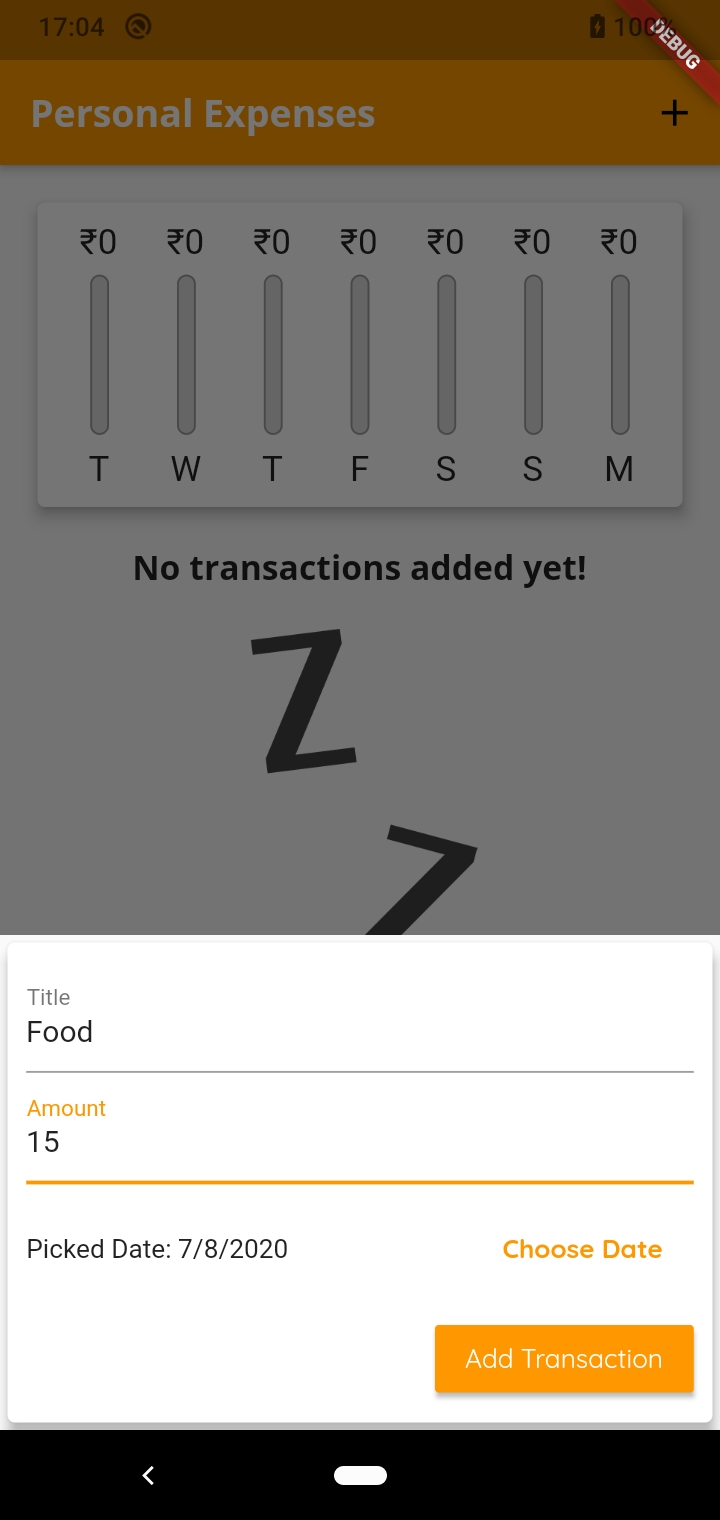 17:04 100%
DEBUG
Personal Expenses +
₹0 ₹0 ₹0 ₹0 ₹0 ₹0 ₹0
T W T F S S M
No transactions added yet!
Z
Z
Title
Food
Amount
15
Picked Date: 7/8/2020 Choose Date
Add Transaction